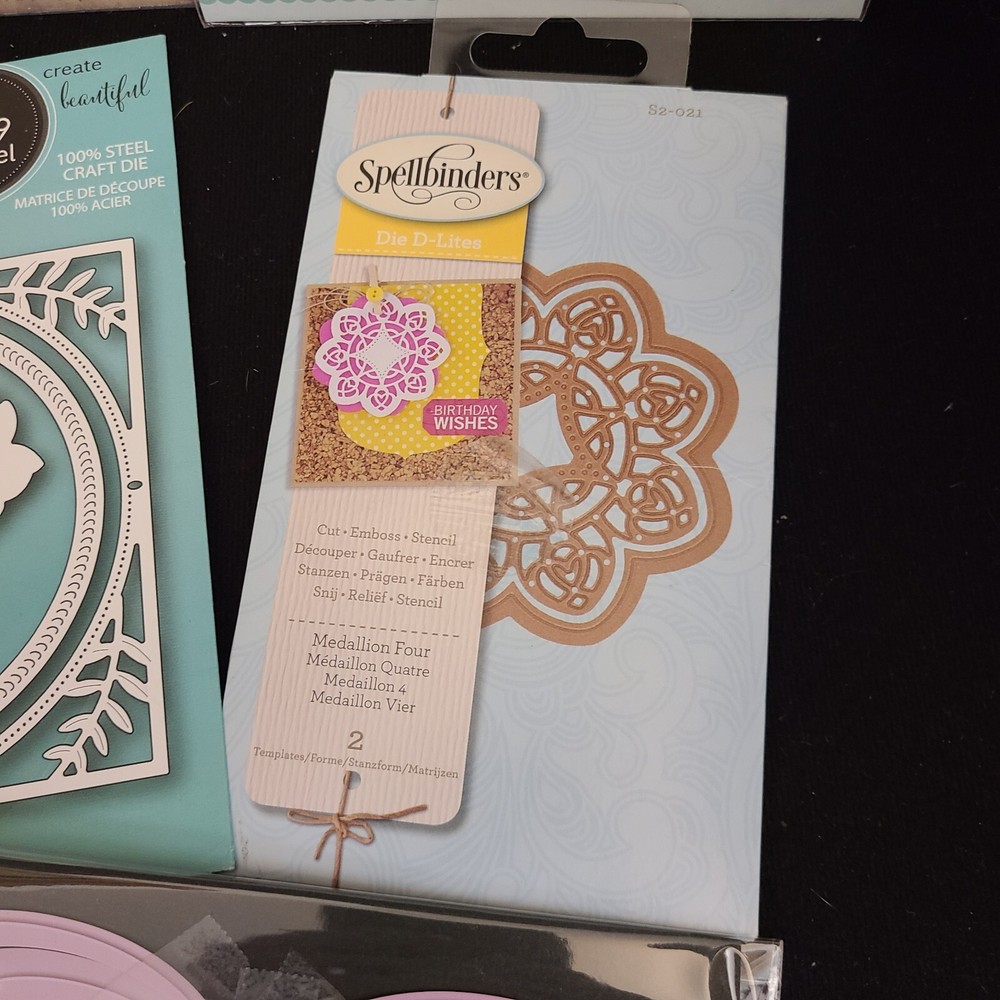 create
beautiful
9
el
100% STEEL
CRAFT DIE
MATRICE DE DÉCOUPE
100% ACIER
S2-021
Spellbinders®
Die D-Lites
BIRTHDAY
WISHES
Cut • Emboss • Stencil
Découper • Gaufrer • Encrer
Stanzen • Prägen • Färben
Snij • Reliëf • Stencil
Medallion Four
Médaillon Quatre
Medaillon 4
Medaillon Vier
2
Templates/Forme/Stanzform/Matrijzen